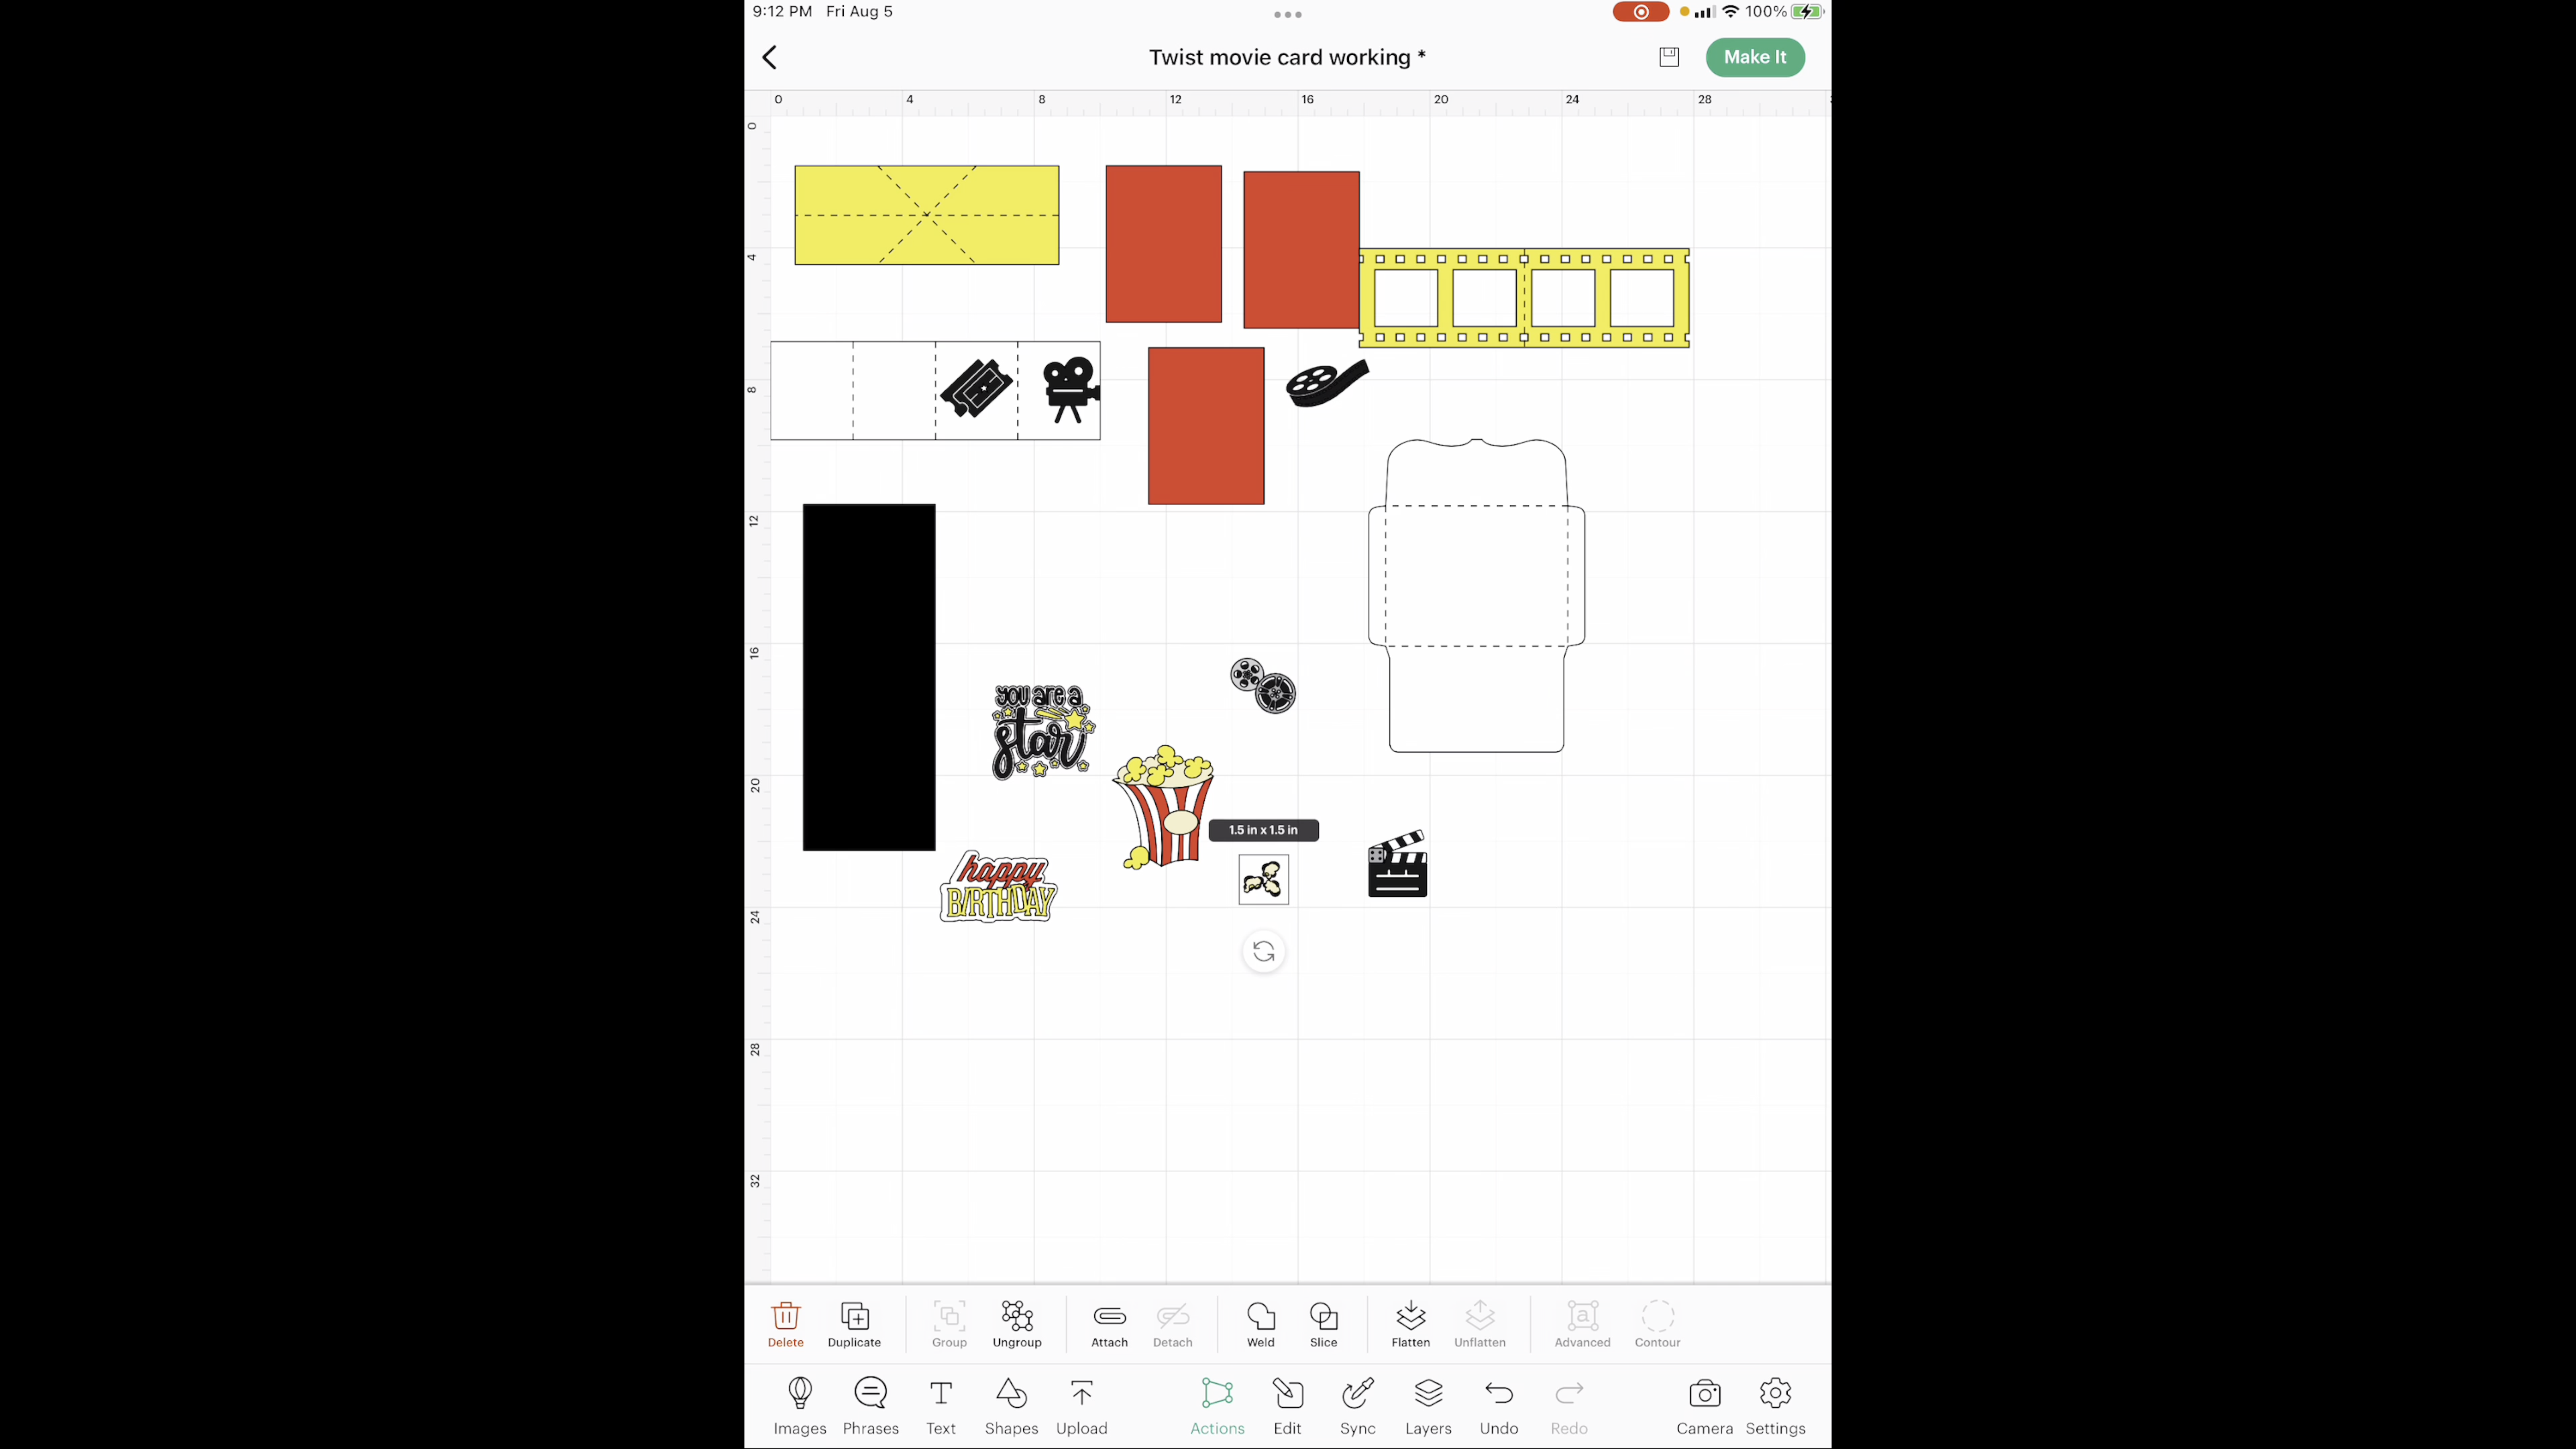 9:12 PM Fri Aug 5
100%
Twist movie card working *
Make It
0 4 8 12 16 20 24 28
0
4
8
12
16
20
24
28
32
you are a
star
1.5 in x 1.5 in
happy
BIRTHDAY
Delete Duplicate Group Ungroup Attach Detach Weld Slice Flatten Unflatten Advanced Contour
Images Phrases Text Shapes Upload Actions Edit Sync Layers Undo Redo Camera Settings